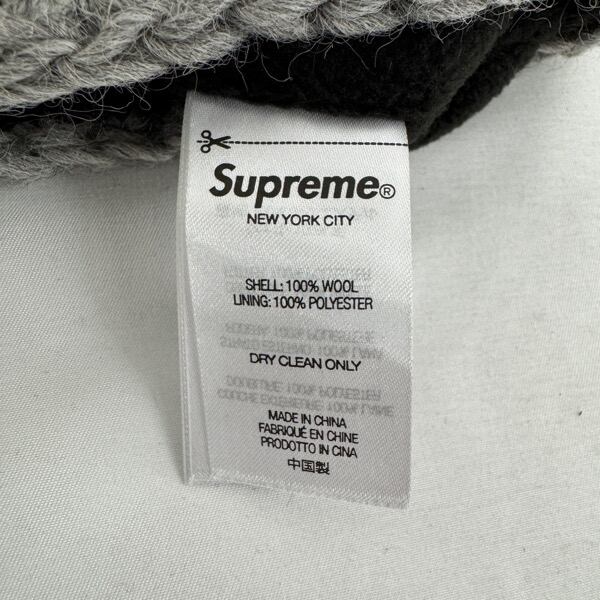 Supreme®
NEW YORK CITY
SHELL: 100% WOOL
LINING: 100% POLYESTER
DRY CLEAN ONLY
MADE IN CHINA
FABRIQUÉ EN CHINE
PRODOTTO IN CINA
中国製